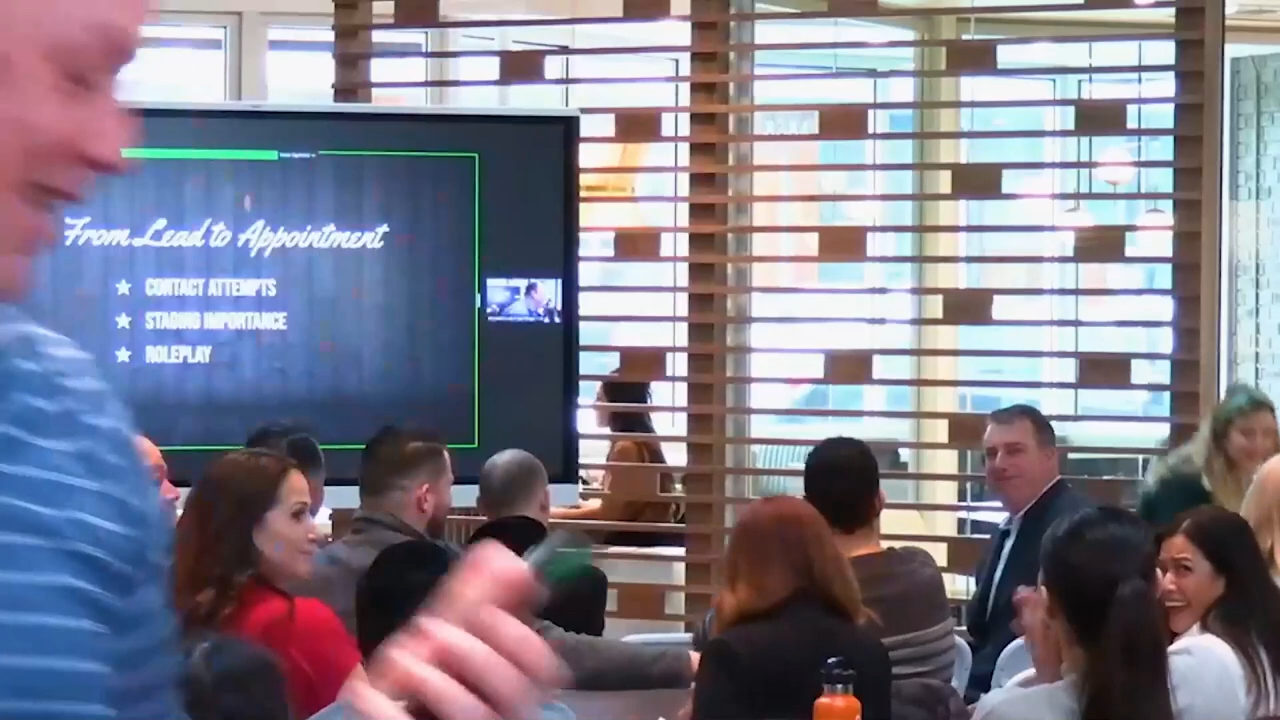 From Lead to Appointment
CONTACT ATTEMPTS
STAGING IMPORTANCE
ROLEPLAY